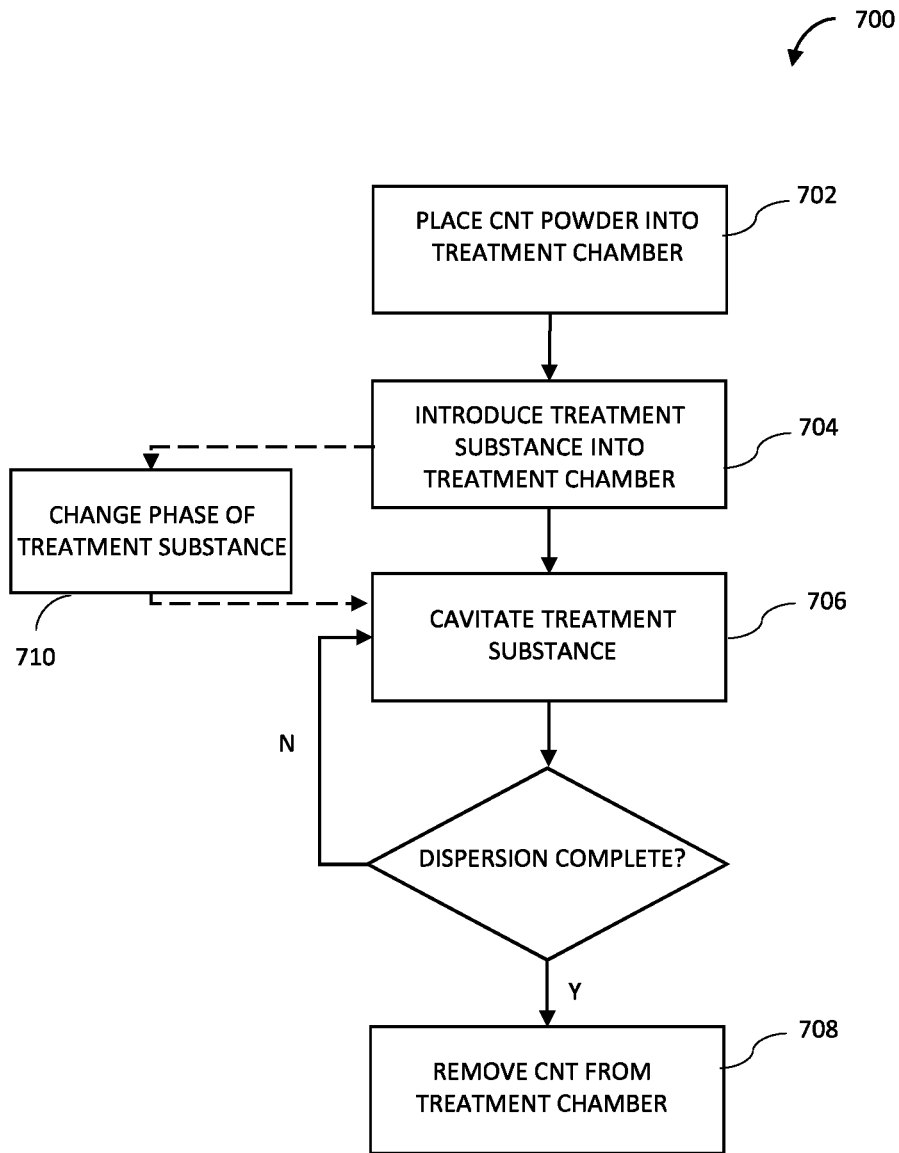 700
702
PLACE CNT POWDER INTO
TREATMENT CHAMBER
INTRODUCE TREATMENT
SUBSTANCE INTO
TREATMENT CHAMBER
704
CHANGE PHASE OF
TREATMENT SUBSTANCE
710
CAVITATE TREATMENT
SUBSTANCE
706
N
DISPERSION COMPLETE?
Y
708
REMOVE CNT FROM
TREATMENT CHAMBER